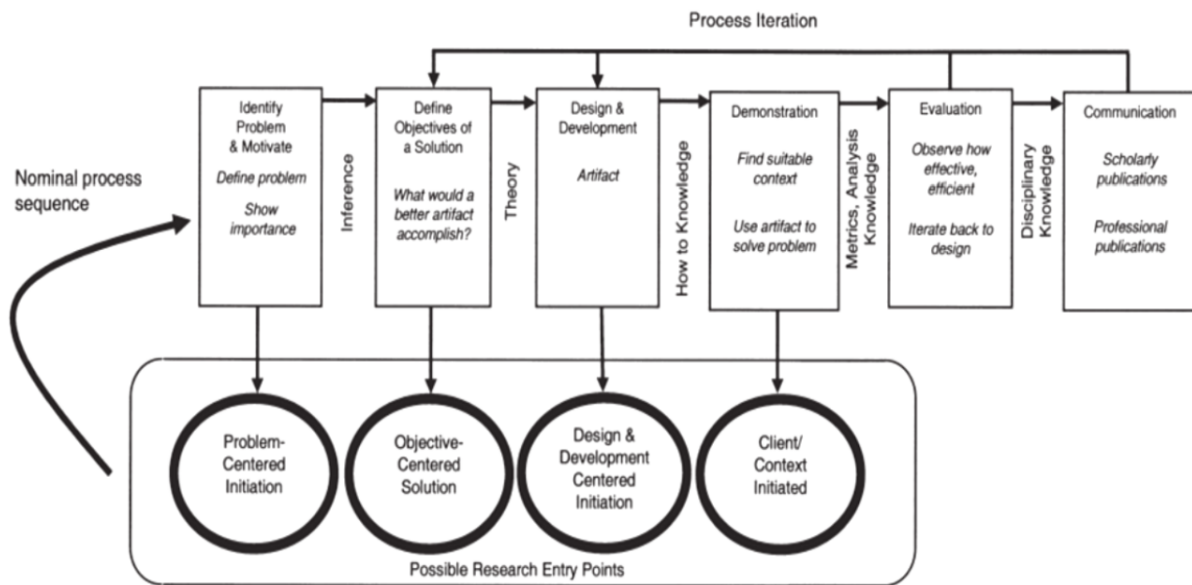 Process Iteration
Nominal process
sequence
Identify
Problem
& Motivate
Define problem
Show
importance
Inference
Define
Objectives of
a Solution
What would a
better artifact
accomplish?
Theory
Design &
Development
Artifact
How to Knowledge
Demonstration
Find suitable
context
Use artifact to
solve problem
Metrics, Analysis
Knowledge
Evaluation
Observe how
effective,
efficient
Iterate back to
design
Disciplinary
Knowledge
Communication
Scholarly
publications
Professional
publications
Problem-
Centered
Initiation
Objective-
Centered
Solution
Design &
Development
Centered
Initiation
Client/
Context
Initiated
Possible Research Entry Points